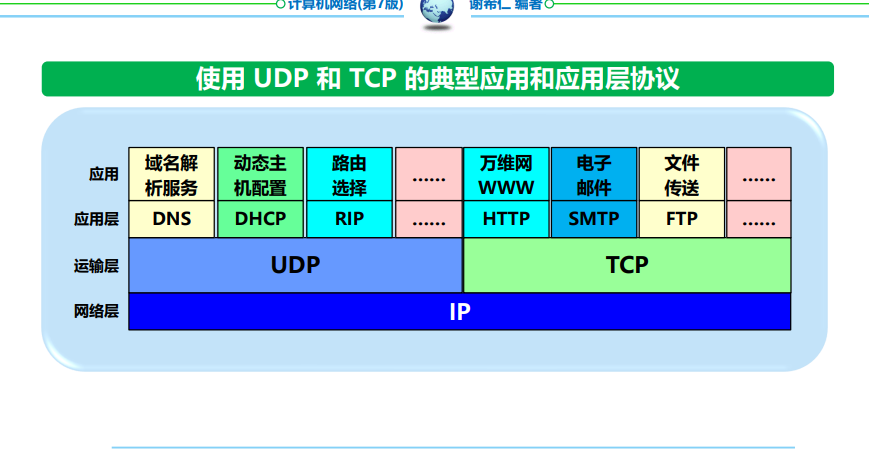 计算机网络(第7版)
谢希仁 编著
使用 UDP 和 TCP 的典型应用和应用层协议
应用
域名解
析服务
动态主
机配置
路由
选择
……
万维网
WWW
电子
邮件
文件
传送
……
应用层
DNS
DHCP
RIP
……
HTTP
SMTP
FTP
……
运输层
UDP
TCP
网络层
IP